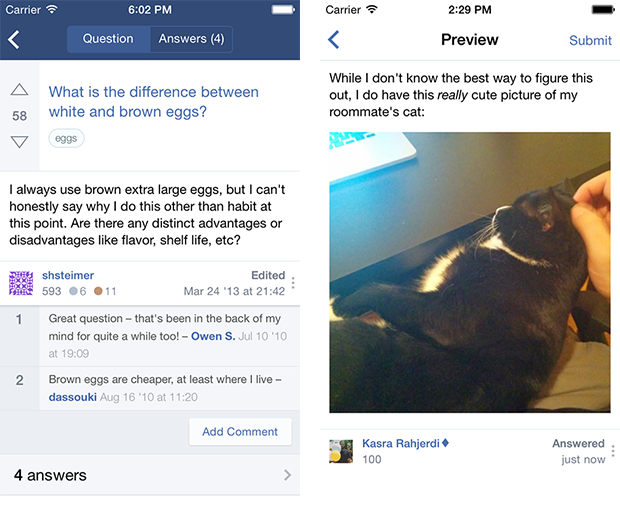 Carrier 6:02 PM
Question Answers (4)
58
What is the difference between
white and brown eggs?
eggs
I always use brown extra large eggs, but I can't
honestly say why I do this other than habit at
this point. Are there any distinct advantages or
disadvantages like flavor, shelf life, etc?
shsteimer Edited
593 6 11 Mar 24 '13 at 21:42
1 Great question – that's been in the back of my
mind for quite a while too! – Owen S. Jul 10 '10
at 19:09
2 Brown eggs are cheaper, at least where I live –
dassouki Aug 16 '10 at 11:20
Add Comment
4 answers
Carrier 2:29 PM
Preview Submit
While I don't know the best way to figure this
out, I do have this really cute picture of my
roommate's cat:
Kasra Rahjerdi Answered
100 just now